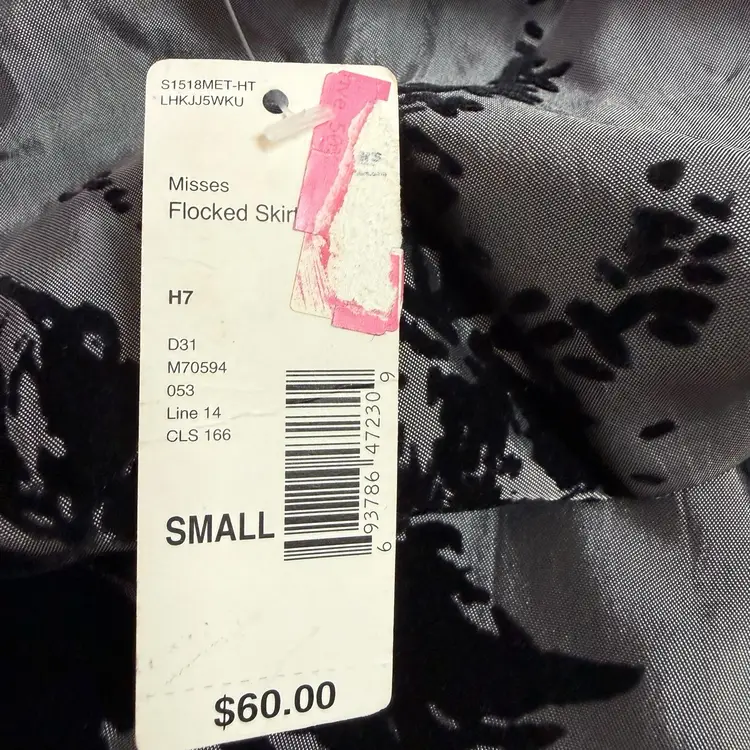 S1518MET-HT
LHKJJ5WKU
Misses
Flocked Skirt
H7
D31
M70594
053
Line 14
CLS 166
SMALL
6 93786 47230 9
$60.00